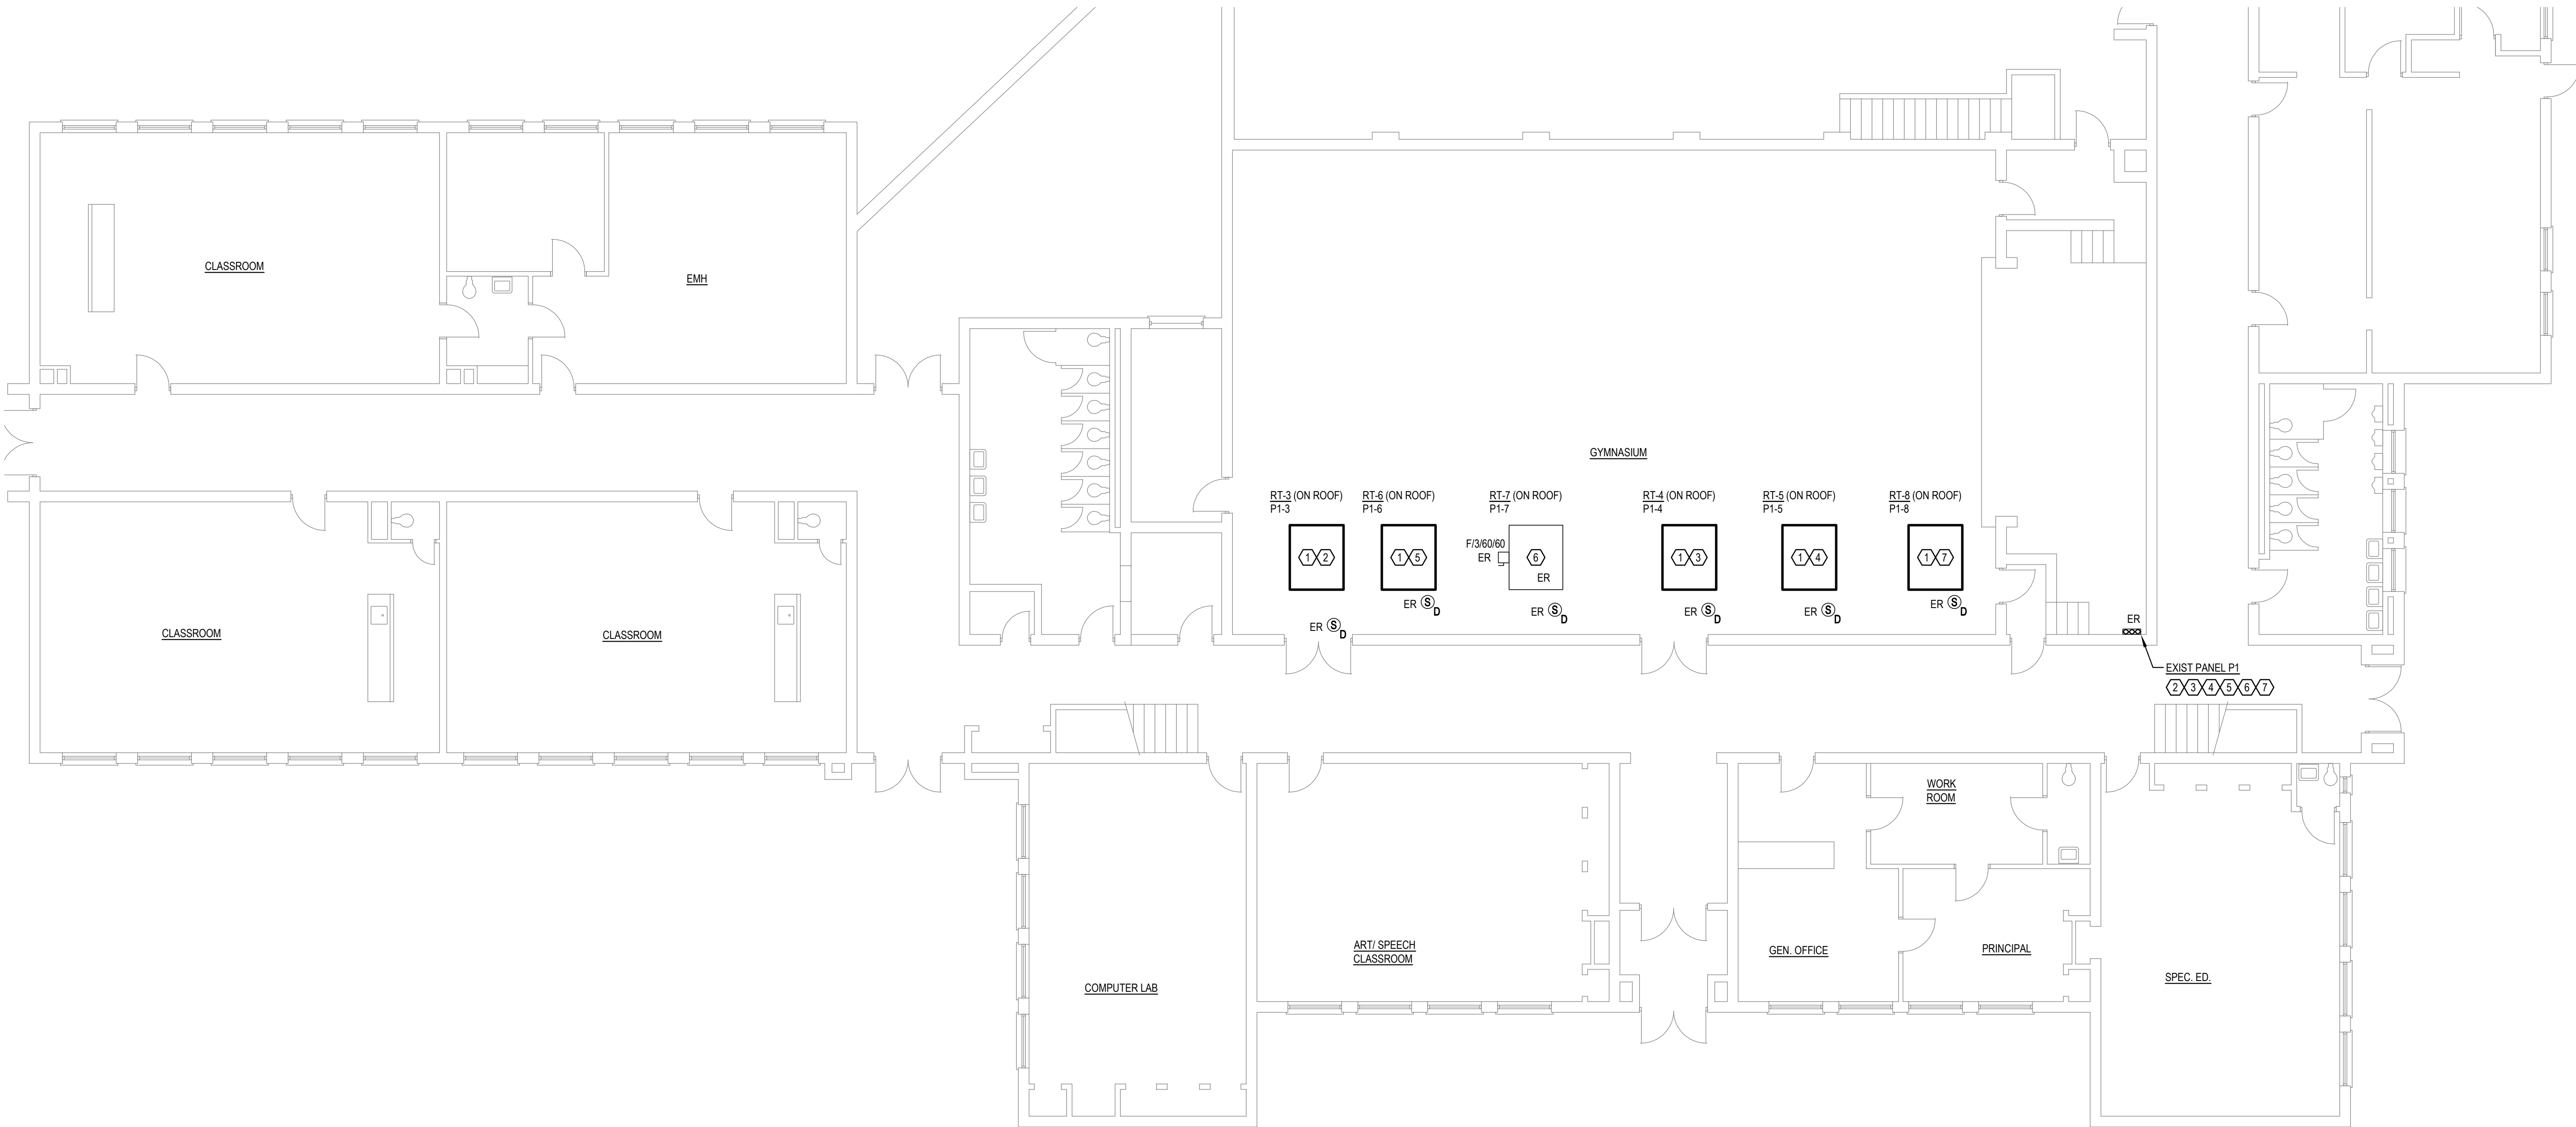 CLASSROOM
EMH
GYMNASIUM
RT-3 (ON ROOF)
P1-3
RT-6 (ON ROOF)
P1-6
RT-7 (ON ROOF)
P1-7
RT-4 (ON ROOF)
P1-4
RT-5 (ON ROOF)
P1-5
RT-8 (ON ROOF)
P1-8
1 2
1 5
F/3/60/60
ER
6
ER
1 3
1 4
1 7
ER S D
ER S D
ER S D
ER S D
ER S D
ER S D
ER
EXIST PANEL P1
2 3 4 5 6 7
CLASSROOM
CLASSROOM
WORK
ROOM
ART/ SPEECH
CLASSROOM
GEN. OFFICE
PRINCIPAL
COMPUTER LAB
SPEC. ED.